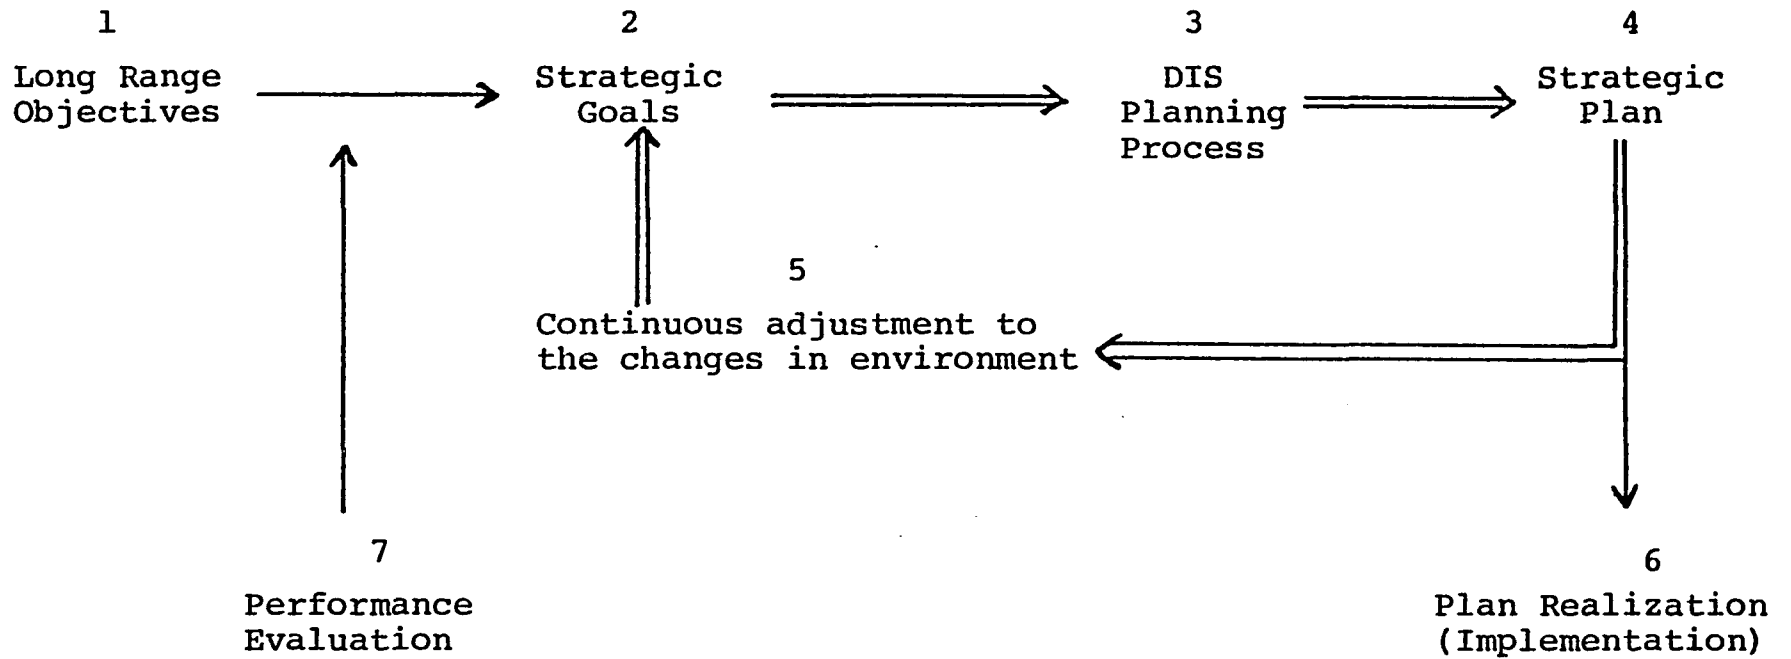 1
Long Range
Objectives
2
Strategic
Goals
3
DIS
Planning
Process
4
Strategic
Plan
5
Continuous adjustment to
the changes in environment
7
Performance
Evaluation
6
Plan Realization
(Implementation)